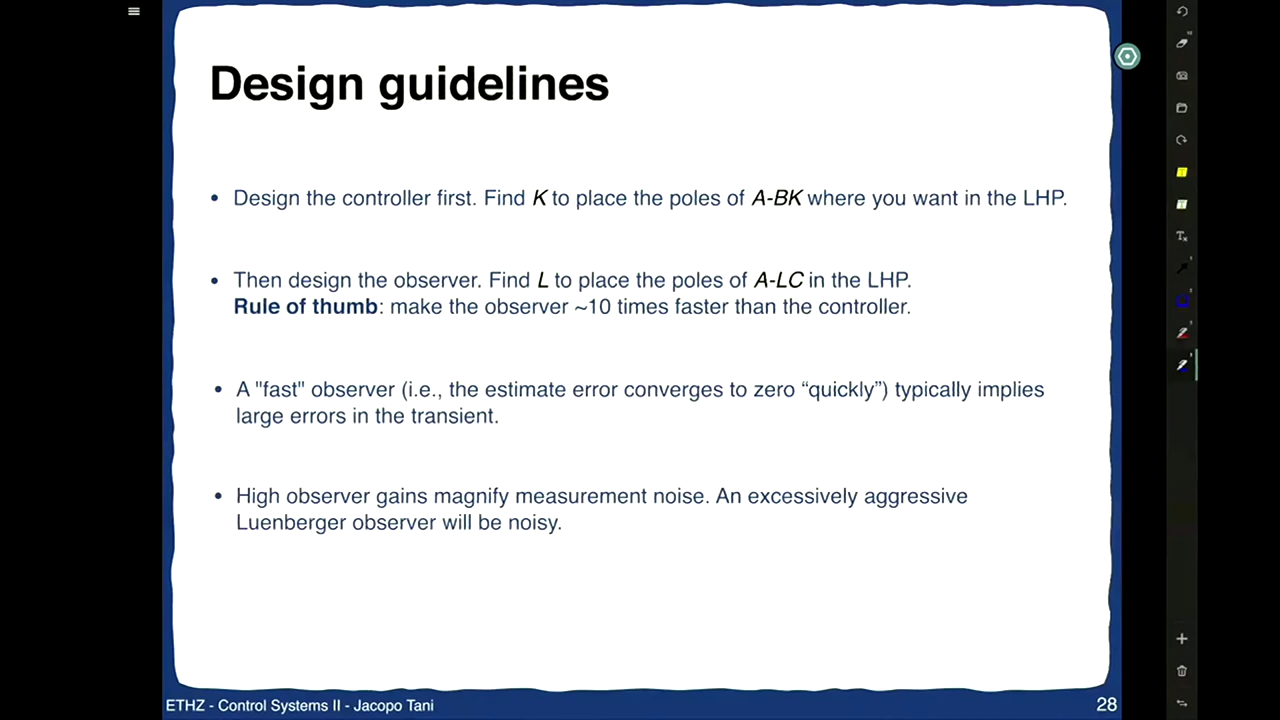 Design guidelines
• Design the controller first. Find K to place the poles of A-BK where you want in the LHP.
• Then design the observer. Find L to place the poles of A-LC in the LHP.
Rule of thumb: make the observer ~10 times faster than the controller.
• A "fast" observer (i.e., the estimate error converges to zero “quickly”) typically implies
large errors in the transient.
• High observer gains magnify measurement noise. An excessively aggressive
Luenberger observer will be noisy.
ETHZ - Control Systems II - Jacopo Tani
28